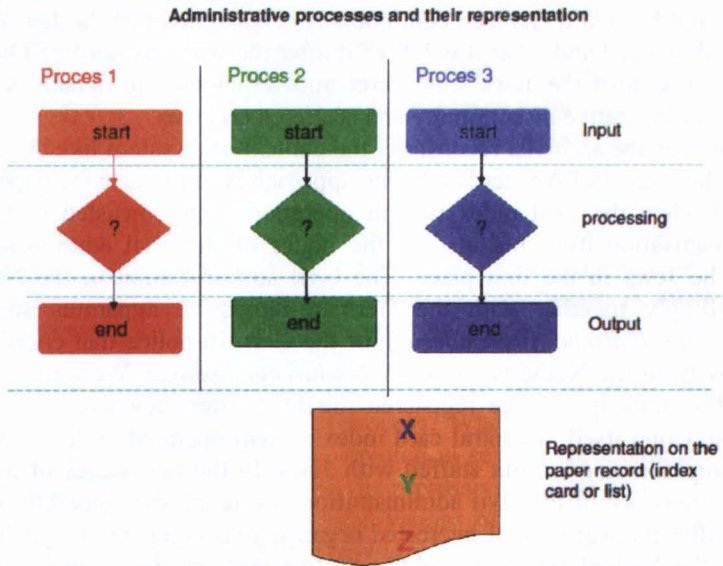 Administrative processes and their representation
Proces 1
Proces 2
Proces 3
start
start
start
Input
?
?
?
processing
end
end
end
Output
X
Y
Z
Representation on the
paper record (index
card or list)